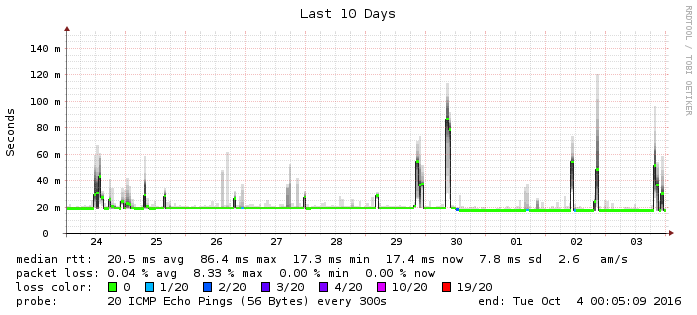 Last 10 Days
RRDTOOL / TOBI OETIKER
Seconds
140 m
120 m
100 m
80 m
60 m
40 m
20 m
0
24 25 26 27 28 29 30 01 02 03
median rtt: 20.5 ms avg 86.4 ms max 17.3 ms min 17.4 ms now 7.8 ms sd 2.6 am/s
packet loss: 0.04 % avg 8.33 % max 0.00 % min 0.00 % now
loss color: 0 1/20 2/20 3/20 4/20 10/20 19/20
probe: 20 ICMP Echo Pings (56 Bytes) every 300s end: Tue Oct 4 00:05:09 2016